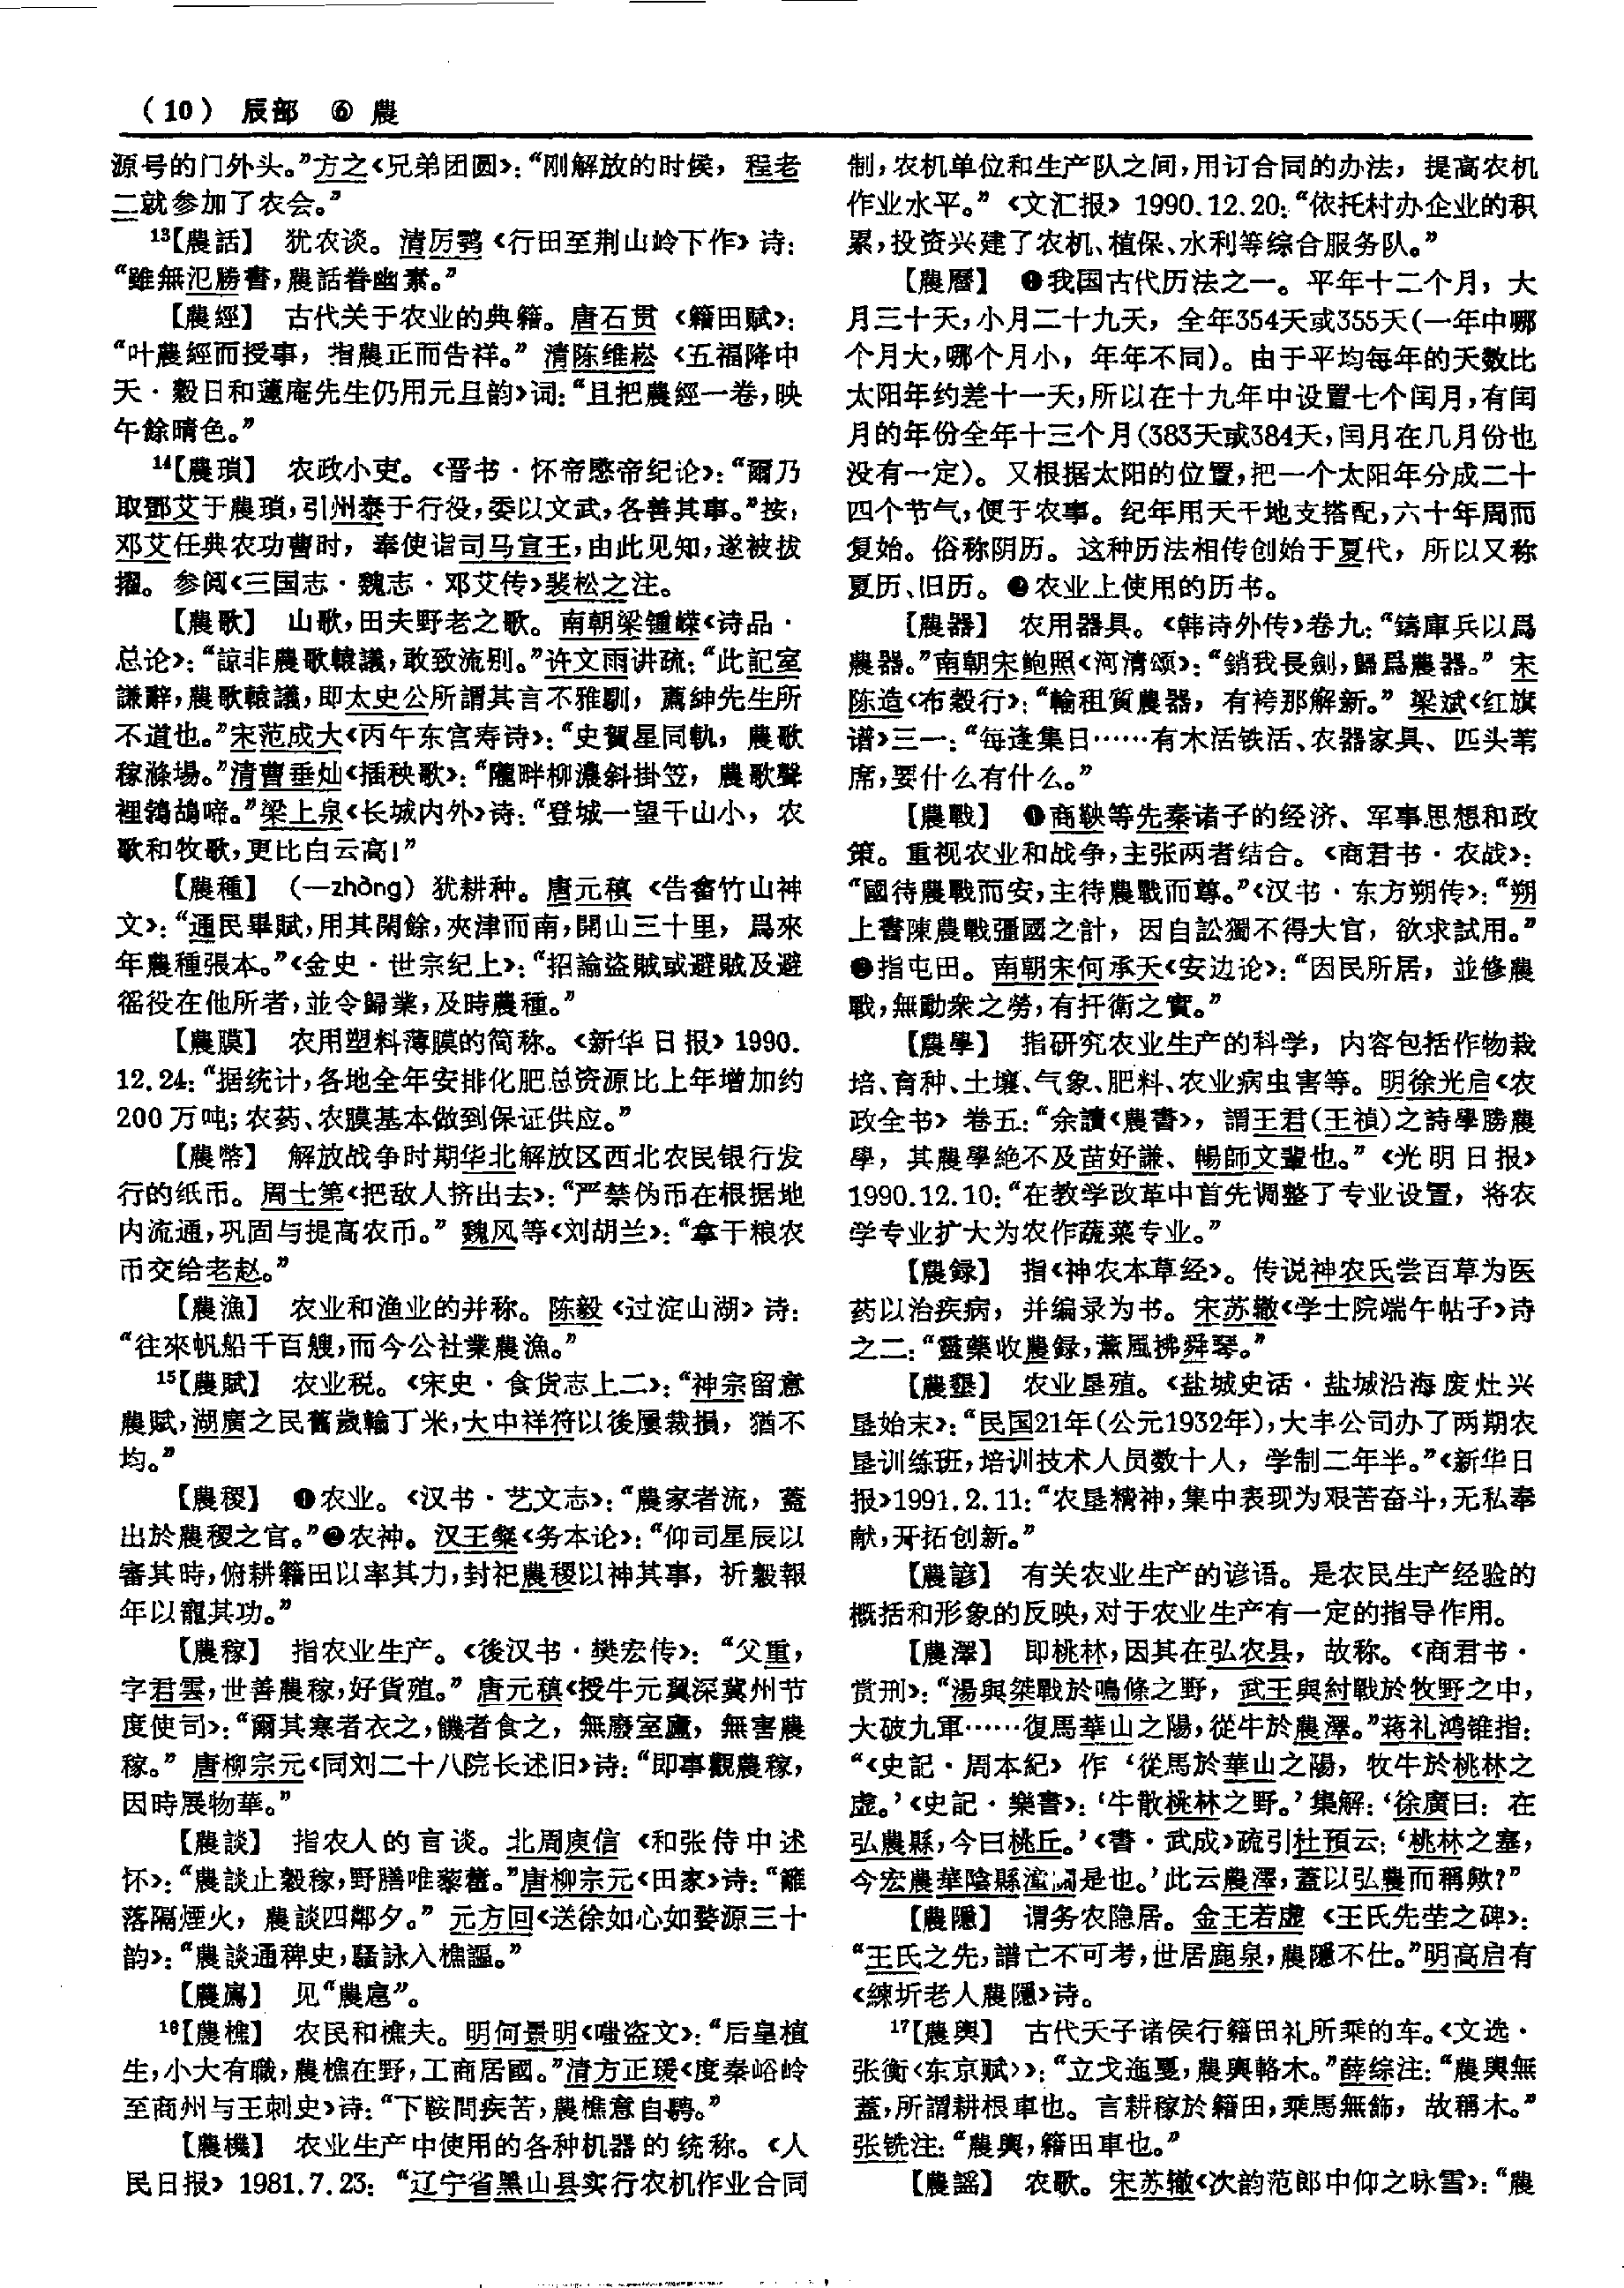 （10） 辰部 ⑥ 農
源号的门外头。”方之《兄弟团圆》：“刚解放的时候，程老
二就参加了农会。”
13【農話】 犹农谈。清厉鹗《行田至荆山岭下作》诗：
“雖無氾勝書，農話眷幽素。”
【農經】 古代关于农业的典籍。唐石贯《籍田赋》：
“叶農經而授事，指農正而告祥。”清陈维崧《五福降中
天·穀日和蘧庵先生仍用元旦韵》词：“且把農經一卷，映
午餘晴色。”
14【農瑣】 农政小吏。《晋书·怀帝愍帝纪论》：“爾乃
取鄧艾于農瑣，引州泰于行役，委以文武，各善其事。”按，
邓艾任典农功曹时，奉使诣司马宣王，由此见知，遂被拔
擢。参阅《三国志·魏志·邓艾传》裴松之注。
【農歌】 山歌，田夫野老之歌。南朝梁锺嵘《诗品·
总论》：“諒非農歌轅議，敢致流别。”许文雨讲疏：“此記室
謙辭，農歌轅議，即太史公所謂其言不雅馴，薦紳先生所
不道也。”宋范成大《丙午东宫寿诗》：“史賀星同軌，農歌
稼滌場。”清曹垂灿《插秧歌》：“隴畔柳濃斜掛笠，農歌聲
裡鵓鴣啼。”梁上泉《长城内外》诗：“登城一望千山小，农
歌和牧歌，更比白云高！”
【農種】 （一zhòng）犹耕种。唐元稹《告畬竹山神
文》：“通民畢賦，用其閑餘，夾津而南，開山三十里，爲來
年農種張本。”《金史·世宗纪上》：“招諭盗賊或避賊及避
徭役在他所者，並令歸業，及時農種。”
【農膜】 农用塑料薄膜的简称。《新华日报》1990.
12.24：“据统计，各地全年安排化肥总资源比上年增加约
200万吨；农药、农膜基本做到保证供应。”
【農幣】 解放战争时期华北解放区西北农民银行发
行的纸币。周士第《把敌人挤出去》：“严禁伪币在根据地
内流通，巩固与提高农币。”魏风等《刘胡兰》：“拿干粮农
币交给老赵。”
【農漁】 农业和渔业的并称。陈毅《过淀山湖》诗：
“往來帆船千百艘，而今公社業農漁。”
15【農賦】 农业税。《宋史·食货志上二》：“神宗留意
農賦，湖廣之民舊歲輸丁米，大中祥符以後屢裁損，猶不
均。”
【農稷】 ❶农业。《汉书·艺文志》：“農家者流，蓋
出於農稷之官。”❷农神。汉王粲《务本论》：“仰司星辰以
審其時，俯耕籍田以率其力，封祀農稷以神其事，祈穀報
年以寵其功。”
【農稼】 指农业生产。《後汉书·樊宏传》：“父重，
字君雲，世善農稼，好貨殖。”唐元稹《授牛元翼深冀州节
度使司》：“爾其寒者衣之，饑者食之，無廢室廬，無害農
稼。”唐柳宗元《同刘二十八院长述旧》诗：“即事觀農稼，
因時展物華。”
【農談】 指农人的言谈。北周庾信《和张侍中述
怀》：“農談止穀稼，野膳唯藜藿。”唐柳宗元《田家》诗：“籬
落隔煙火，農談四鄰夕。”元方回《送徐如心如婺源三十
韵》：“農談通稗史，騷詠入樵謳。”
【農鳸】 见“農扈”。
16【農樵】 农民和樵夫。明何景明《嗤盗文》：“后皇植
生，小大有職，農樵在野，工商居國。”清方正瑗《度秦峪岭
至商州与王刺史》诗：“下鞍問疾苦，農樵意自騁。”
【農機】 农业生产中使用的各种机器的统称。《人
民日报》1981.7.23：“辽宁省黑山县实行农机作业合同
制，农机单位和生产队之间，用订合同的办法，提高农机
作业水平。”《文汇报》1990.12.20：“依托村办企业的积
累，投资兴建了农机、植保、水利等综合服务队。”
【農曆】 ❶我国古代历法之一。平年十二个月，大
月三十天，小月二十九天，全年354天或355天（一年中哪
个月大，哪个月小，年年不同）。由于平均每年的天数比
太阳年约差十一天，所以在十九年中设置七个闰月，有闰
月的年份全年十三个月（383天或384天，闰月在几月份也
没有一定）。又根据太阳的位置，把一个太阳年分成二十
四个节气，便于农事。纪年用天干地支搭配，六十年周而
复始。俗称阴历。这种历法相传创始于夏代，所以又称
夏历、旧历。❷农业上使用的历书。
【農器】 农用器具。《韩诗外传》卷九：“鑄庫兵以爲
農器。”南朝宋鲍照《河清颂》：“銷我長劍，歸爲農器。”宋
陈造《布穀行》：“輸租質農器，有袴那解新。”梁斌《红旗
谱》三一：“每逢集日……有木活铁活、农器家具、匹头苇
席，要什么有什么。”
【農戰】 ❶商鞅等先秦诸子的经济、军事思想和政
策。重视农业和战争，主张两者结合。《商君书·农战》：
“國待農戰而安，主待農戰而尊。”《汉书·东方朔传》：“朔
上書陳農戰彊國之計，因自訟獨不得大官，欲求試用。”
❷指屯田。南朝宋何承天《安边论》：“因民所居，並修農
戰，無動衆之勞，有扞衛之實。”
【農學】 指研究农业生产的科学，内容包括作物栽
培、育种、土壤、气象、肥料、农业病虫害等。明徐光启《农
政全书》卷五：“余讀《農書》，謂王君（王禎）之詩學勝農
學，其農學絶不及苗好謙、暢師文輩也。”《光明日报》
1990.12.10：“在教学改革中首先调整了专业设置，将农
学专业扩大为农作蔬菜专业。”
【農録】 指《神农本草经》。传说神农氏尝百草为医
药以治疾病，并编录为书。宋苏辙《学士院端午帖子》诗
之二：“靈藥收農録，薰風拂舜琴。”
【農墾】 农业垦殖。《盐城史话·盐城沿海废灶兴
垦始末》：“民国21年（公元1932年），大丰公司办了两期农
垦训练班，培训技术人员数十人，学制二年半。”《新华日
报》1991.2.11：“农垦精神，集中表现为艰苦奋斗，无私奉
献，开拓创新。”
【農諺】 有关农业生产的谚语。是农民生产经验的
概括和形象的反映，对于农业生产有一定的指导作用。
【農澤】 即桃林，因其在弘农县，故称。《商君书·
赏刑》：“湯與桀戰於鳴條之野，武王與紂戰於牧野之中，
大破九軍……復馬華山之陽，從牛於農澤。”蒋礼鸿锥指：
“《史記·周本紀》作‘從馬於華山之陽，牧牛於桃林之
虚。’《史記·樂書》：‘牛散桃林之野。’集解：‘徐廣曰：在
弘農縣，今曰桃丘。’《書·武成》疏引杜預云：‘桃林之塞，
今宏農華陰縣潼關是也。’此云農澤，蓋以弘農而稱歟？”
【農隱】 谓务农隐居。金王若虚《王氏先茔之碑》：
“王氏之先，譜亡不可考，世居鹿泉，農隱不仕。”明高启有
《練圻老人農隱》诗。
17【農輿】 古代天子诸侯行籍田礼所乘的车。《文选·
张衡〈东京赋〉》：“立戈迤戛，農輿輅木。”薛综注：“農輿無
蓋，所謂耕根車也。言耕稼於籍田，乘馬無飾，故稱木。”
张铣注：“農輿，籍田車也。”
【農謡】 农歌。宋苏辙《次韵范郎中仰之咏雪》：“農